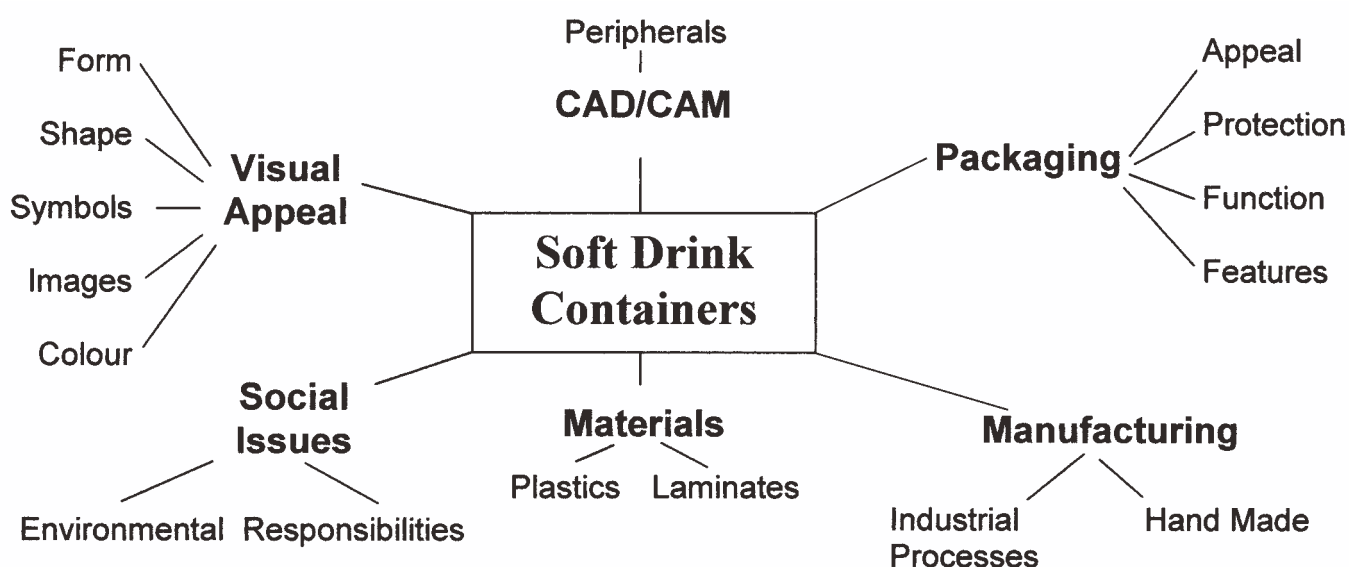 Peripherals
CAD/CAM
Form
Shape
Symbols
Images
Colour
Visual
Appeal
Packaging
Appeal
Protection
Function
Features
Soft Drink
Containers
Social
Issues
Environmental
Responsibilities
Materials
Plastics
Laminates
Manufacturing
Industrial
Processes
Hand Made